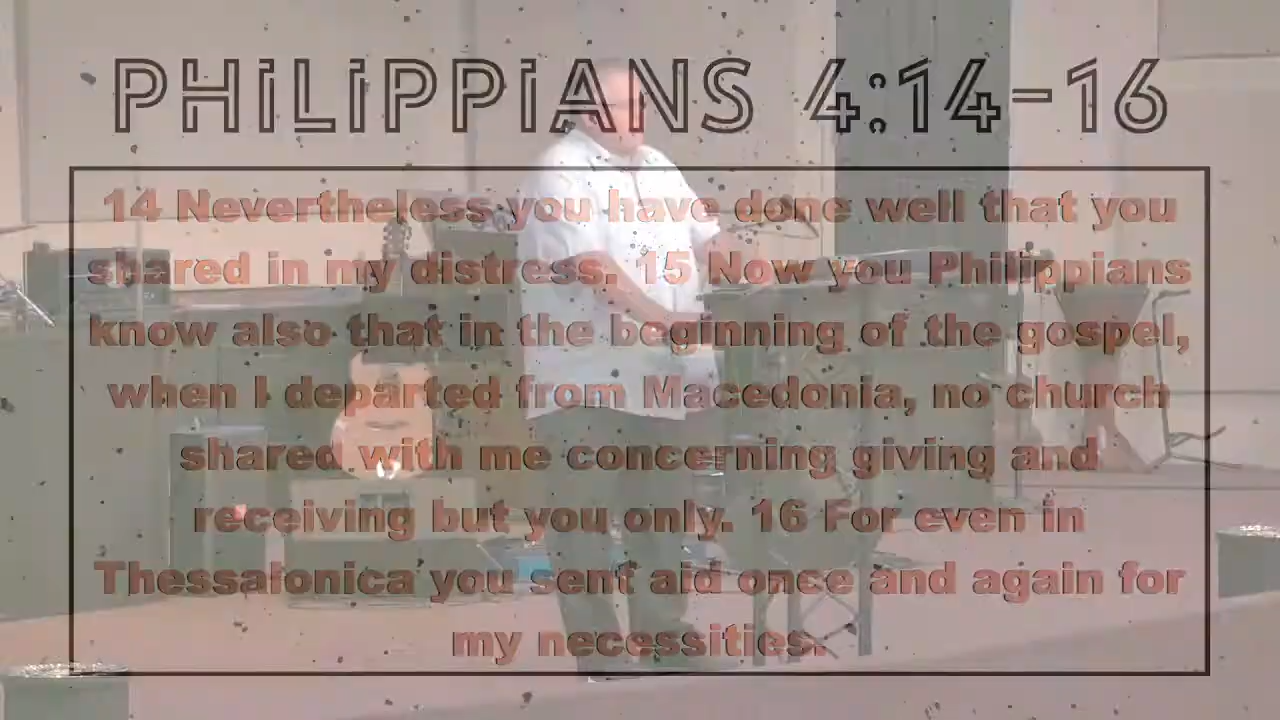 PHiLiPPiANS 4:14-16
14 Nevertheless you have done well that you
shared in my distress. 15 Now you Philippians
know also that in the beginning of the gospel,
when I departed from Macedonia, no church
shared with me concerning giving and
receiving but you only. 16 For even in
Thessalonica you sent aid once and again for
my necessities.